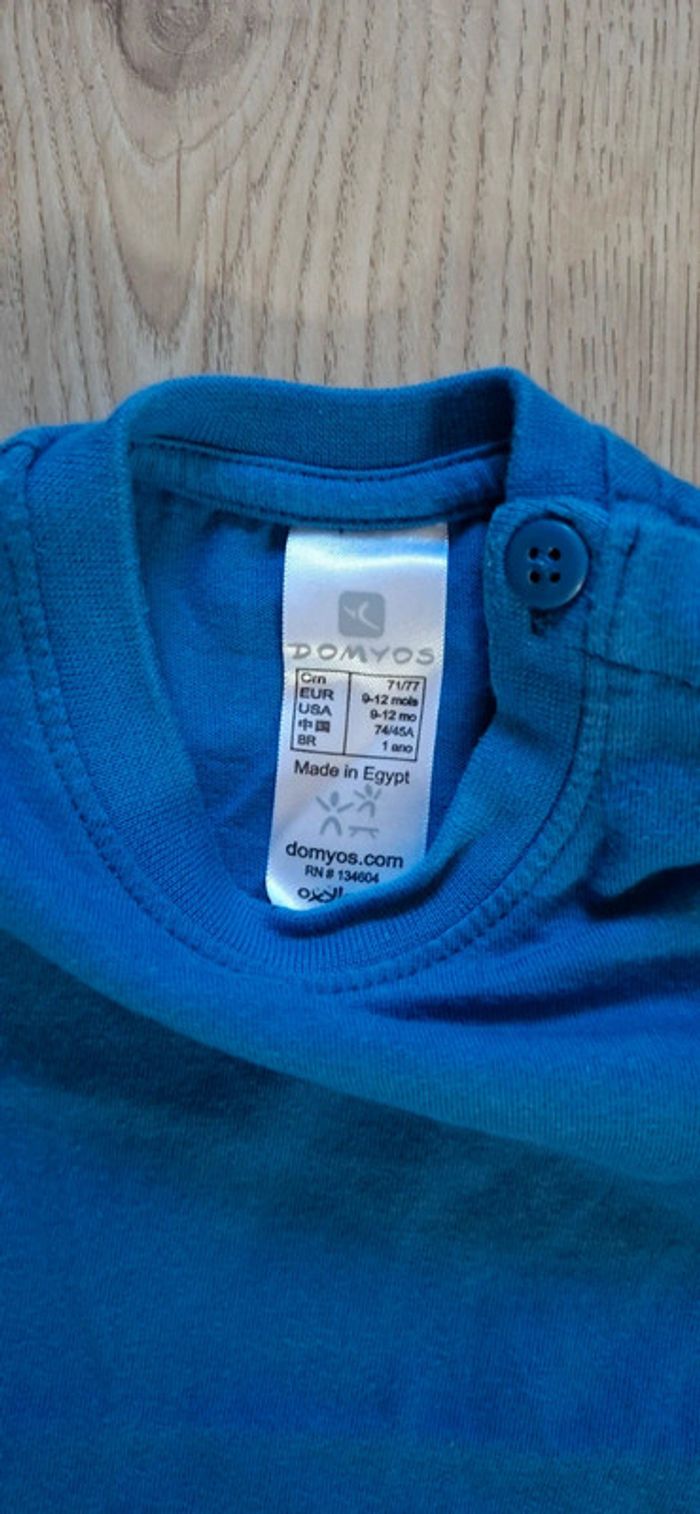 DOMYOS
Cm 71/77
EUR 9-12 mois
USA 9-12 mo
中国 74/45A
BR 1 ano
Made in Egypt
domyos.com
RN # 134604